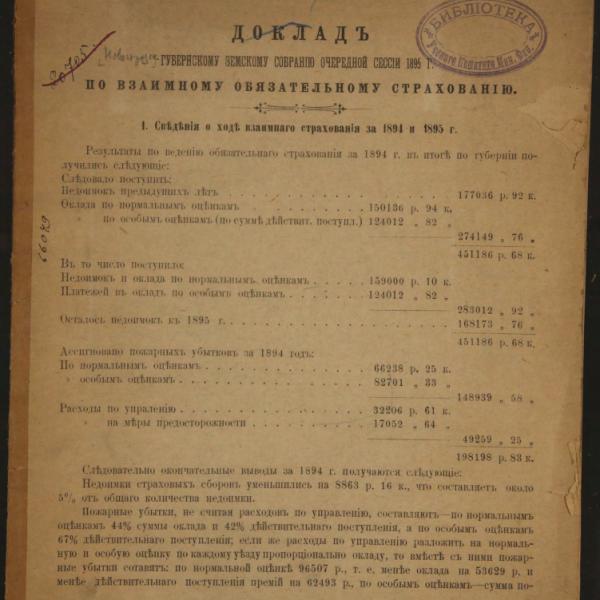 ДОКЛАДЪ
БИБЛІОТЕКА
Ученаго Комитета Мин. Фин.
ГУБЕРНСКОМУ ЗЕМСКОМУ СОБРАНІЮ ОЧЕРЕДНОЙ СЕССІИ 1895 Г.
ПО ВЗАИМНОМУ ОБЯЗАТЕЛЬНОМУ СТРАХОВАНІЮ.
66049
I. Свѣдѣнія о ходѣ взаимнаго страхованія за 1894 и 1895 г.
Результаты по веденію обязательнаго страхованія за 1894 г. въ итогѣ по губерніи по-
лучились слѣдующіе:
Слѣдовало поступить:
Недоимокъ предыдущихъ лѣтъ . . . . . . . . . . . . . . . 177036 р. 92 к.
Оклада по нормальнымъ оцѣнкамъ . . . . . . . 150136 р. 94 к.
„ по особымъ оцѣнкамъ (по суммѣ дѣйствит. поступл.) 124012 „ 82 „
274149 „ 76 „
451186 р. 68 к.
Въ то число поступило:
Недоимокъ и оклада по нормальнымъ оцѣнкамъ . . . . 159000 р. 10 к.
Платежей въ окладъ по особымъ оцѣнкамъ . . . . . . 124012 „ 82 „
283012 „ 92 „
Осталось недоимокъ къ 1895 г. . . . . . . . . . . . . . . 168173 „ 76 „
451186 р. 68 к.
Ассигновано пожарныхъ убытковъ за 1894 годъ:
По нормальнымъ оцѣнкамъ . . . . . . . . . . . 66238 р. 25 к.
„ особымъ оцѣнкамъ . . . . . . . . . . . . . 82701 „ 33 „
148939 „ 58 „
Расходы по упралению . . . . . . . . . . . . . 32206 р. 61 к.
„ на мѣры предосторожности . . . . . . . . . 17052 „ 64 „
49259 „ 25 „
198198 р. 83 к.
Слѣдовательно окончательные выводы за 1894 г. получаются слѣдующіе:
Недоимки страховыхъ сборовъ уменьшились на 8863 р. 16 к., что составляетъ около
5% отъ общаго количества недоимки.
Пожарные убытки, не считая расходовъ по управленію, составляютъ—по нормальнымъ
оцѣнкамъ 44% суммы оклада и 42% дѣйствительнаго поступленія, а по особымъ оцѣнкамъ
67% дѣйствительнаго поступленія; если же расходы по управленію разложить на нормаль-
ную и особую оцѣнку по каждому уѣзду пропорціонально окладу, то вмѣстѣ съ ними пожар-
ные убытки сотавятъ: по нормальной оцѣнкѣ 96507 р., т. е. менѣе оклада на 53629 р. и
менѣе дѣйствительнаго поступленія премій на 62493 р., по особымъ оцѣнкамъ—сумма по-